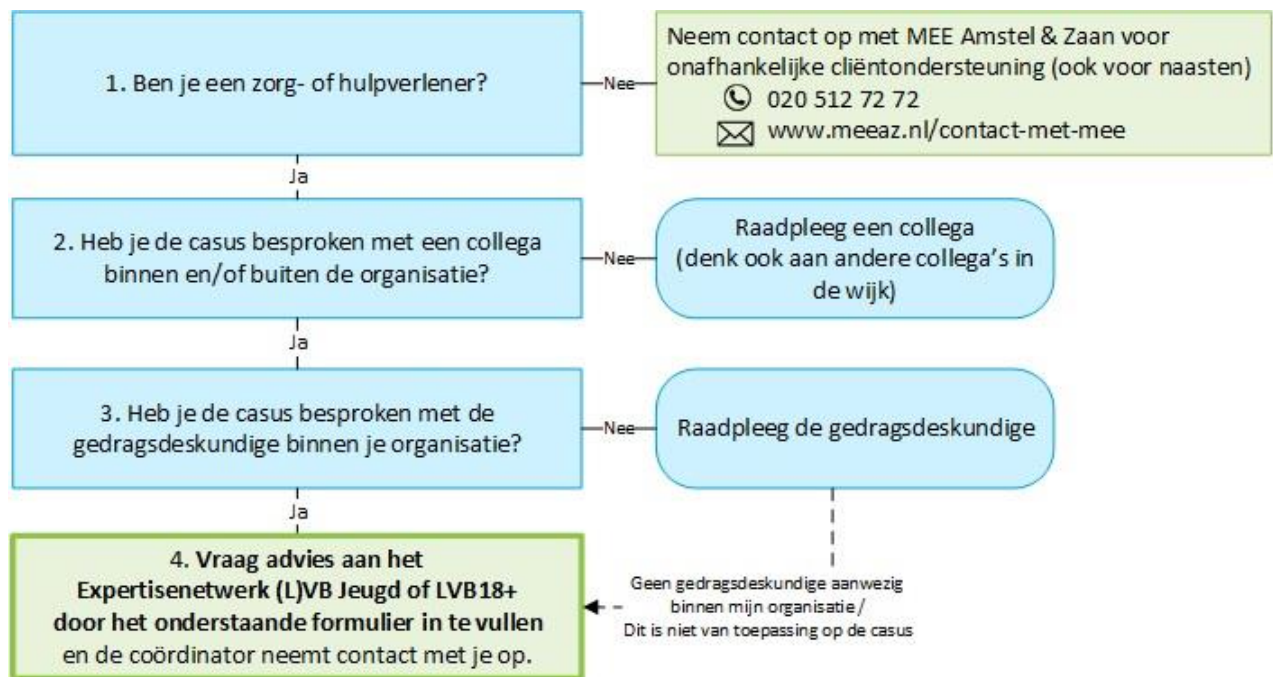 1. Ben je een zorg- of hulpverlener?
Nee
Neem contact op met MEE Amstel & Zaan voor
onafhankelijke cliëntondersteuning (ook voor naasten)
020 512 72 72
www.meeaz.nl/contact-met-mee
Ja
2. Heb je de casus besproken met een collega
binnen en/of buiten de organisatie?
Nee
Raadpleeg een collega
(denk ook aan andere collega's in
de wijk)
Ja
3. Heb je de casus besproken met de
gedragsdeskundige binnen je organisatie?
Nee
Raadpleeg de gedragsdeskundige
Ja
4. Vraag advies aan het
Expertisenetwerk (L)VB Jeugd of LVB18+
door het onderstaande formulier in te vullen
en de coördinator neemt contact met je op.
Geen gedragsdeskundige aanwezig
binnen mijn organisatie/
Dit is niet van toepassing op de casus